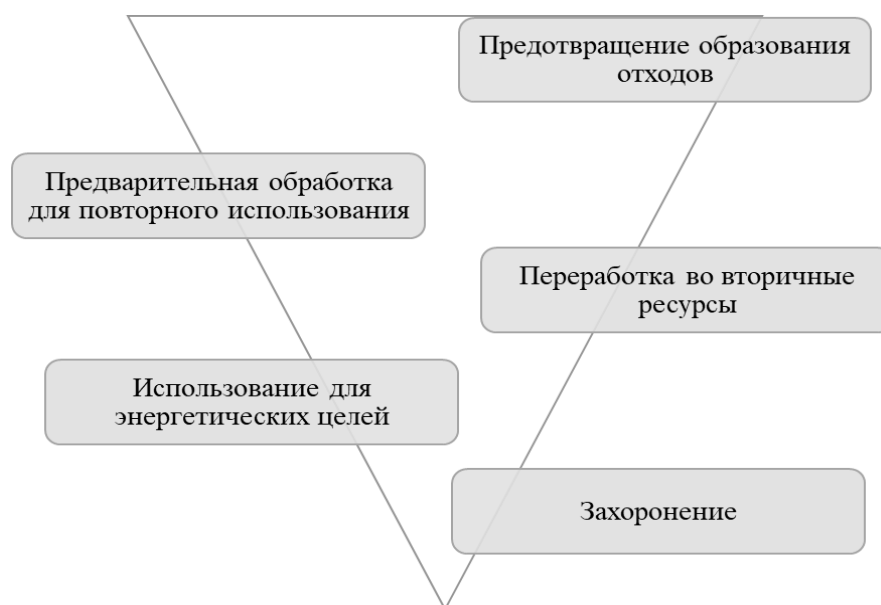 Предотвращение образования
отходов
Предварительная обработка
для повторного использования
Переработка во вторичные
ресурсы
Использование для
энергетических целей
Захоронение